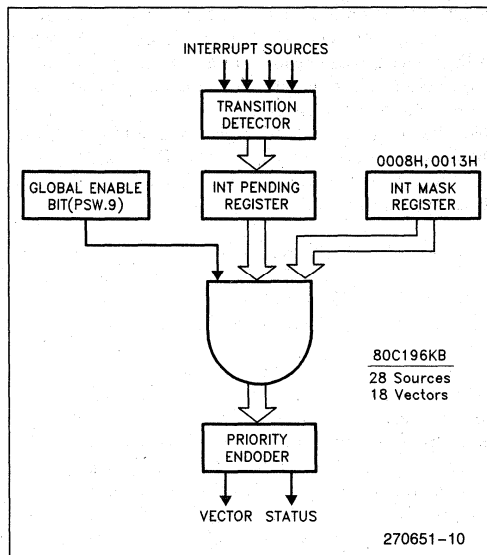 INTERRUPT SOURCES
TRANSITION
DETECTOR
0008H, 0013H
GLOBAL ENABLE
BIT(PSW.9)
INT PENDING
REGISTER
INT MASK
REGISTER
80C196KB
28 Sources
18 Vectors
PRIORITY
ENDODER
VECTOR STATUS
270651-10